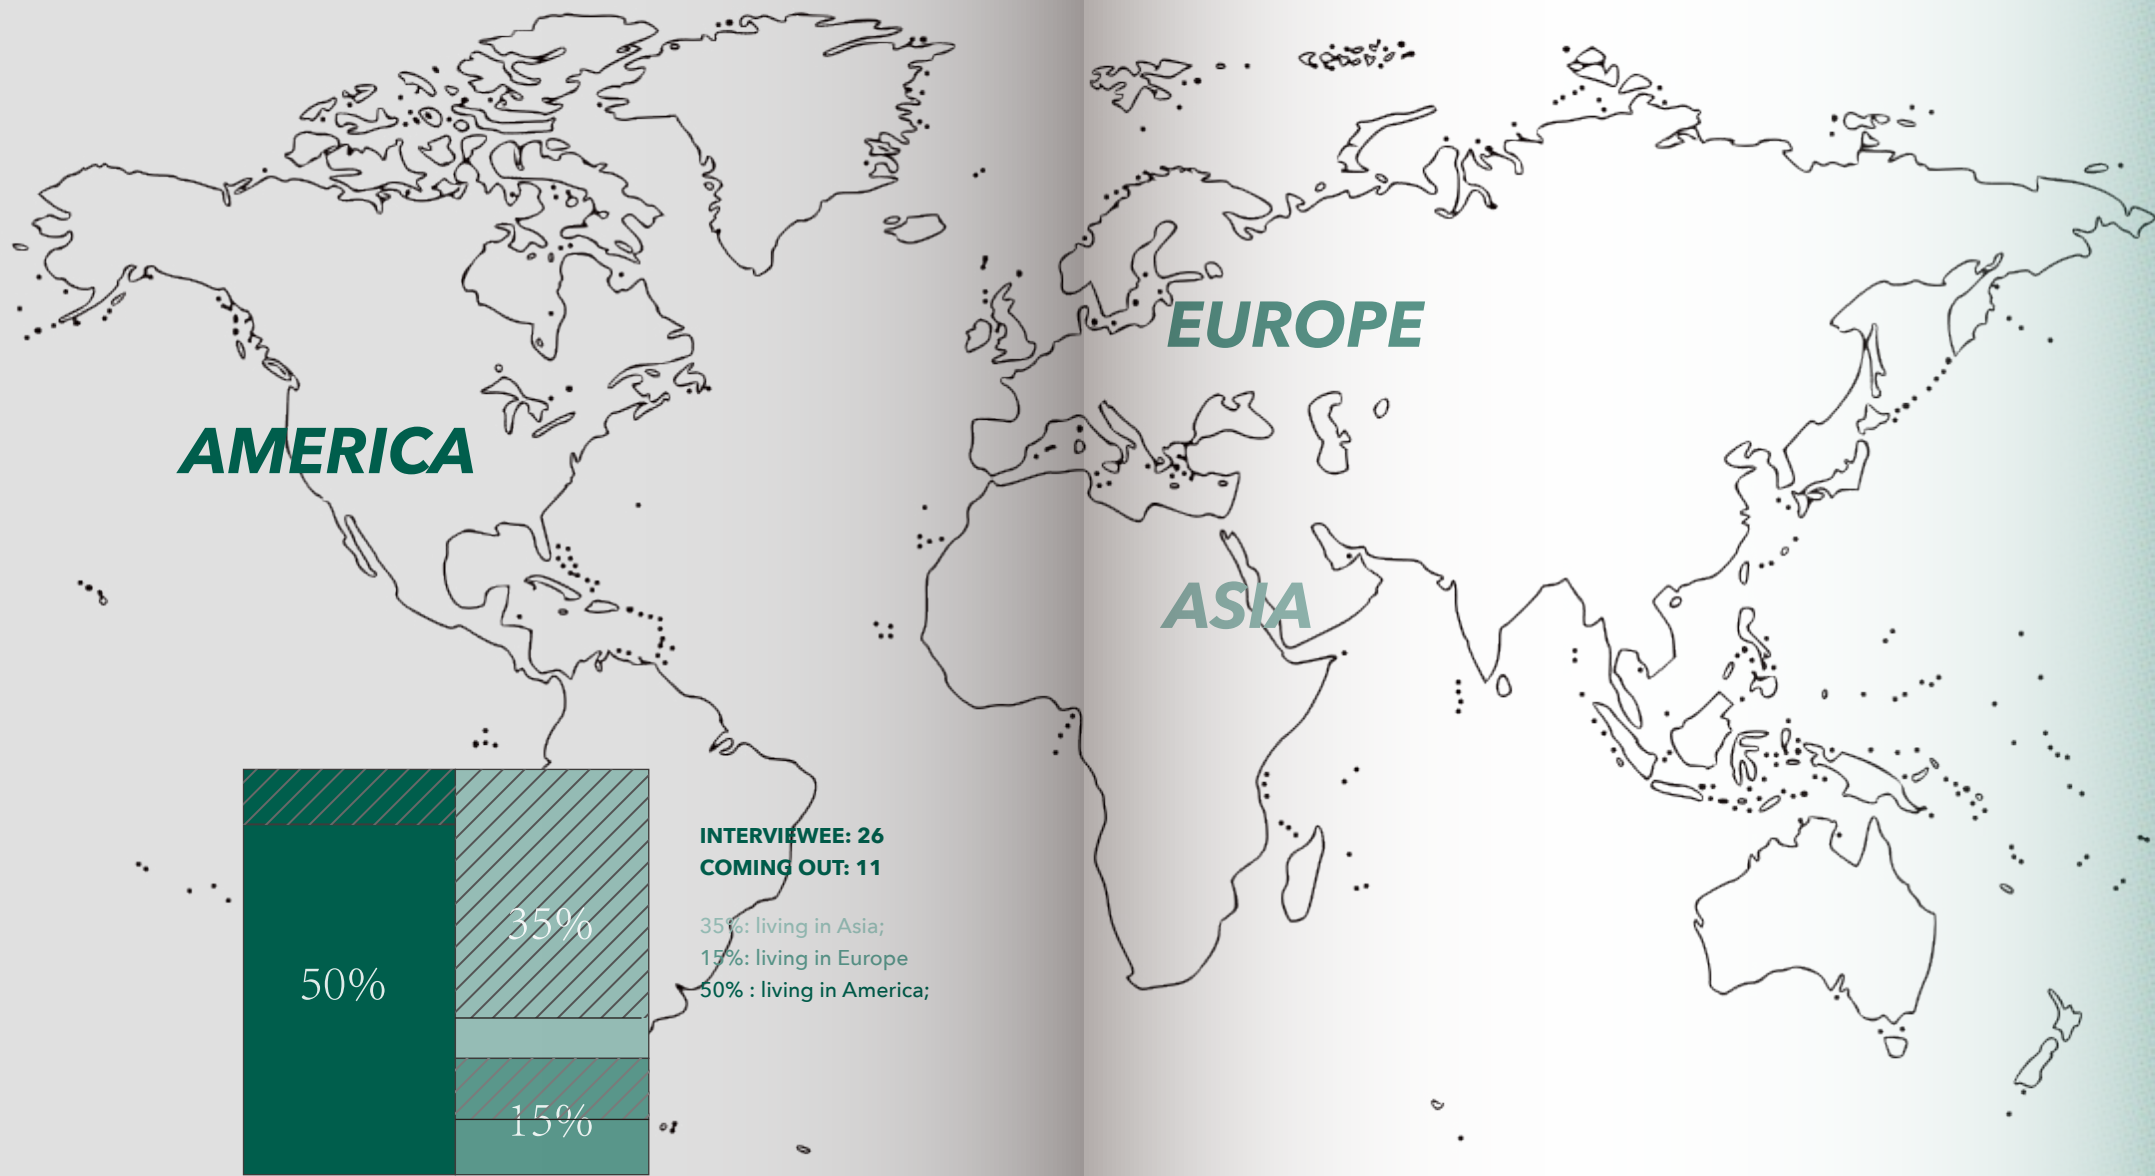 EUROPE
AMERICA
ASIA
35%
50%
15%
INTERVIEWEE: 26
COMING OUT: 11
35%: living in Asia;
15%: living in Europe
50% : living in America;